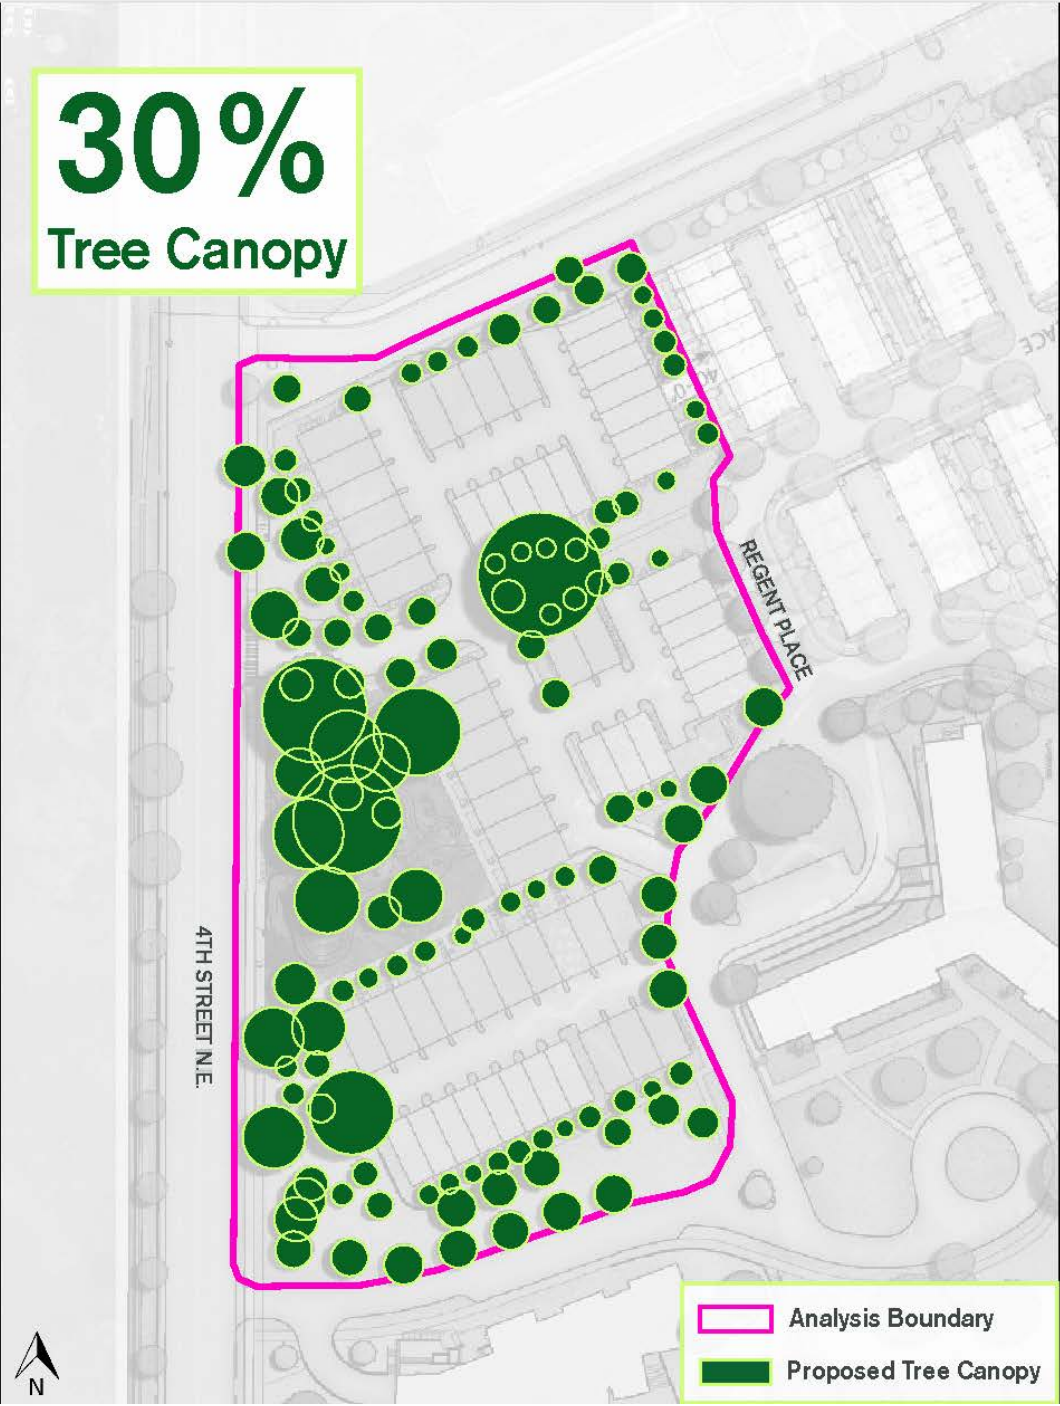 30%
Tree Canopy
REGENT PLACE
4TH STREET N.E.
Analysis Boundary
Proposed Tree Canopy
N